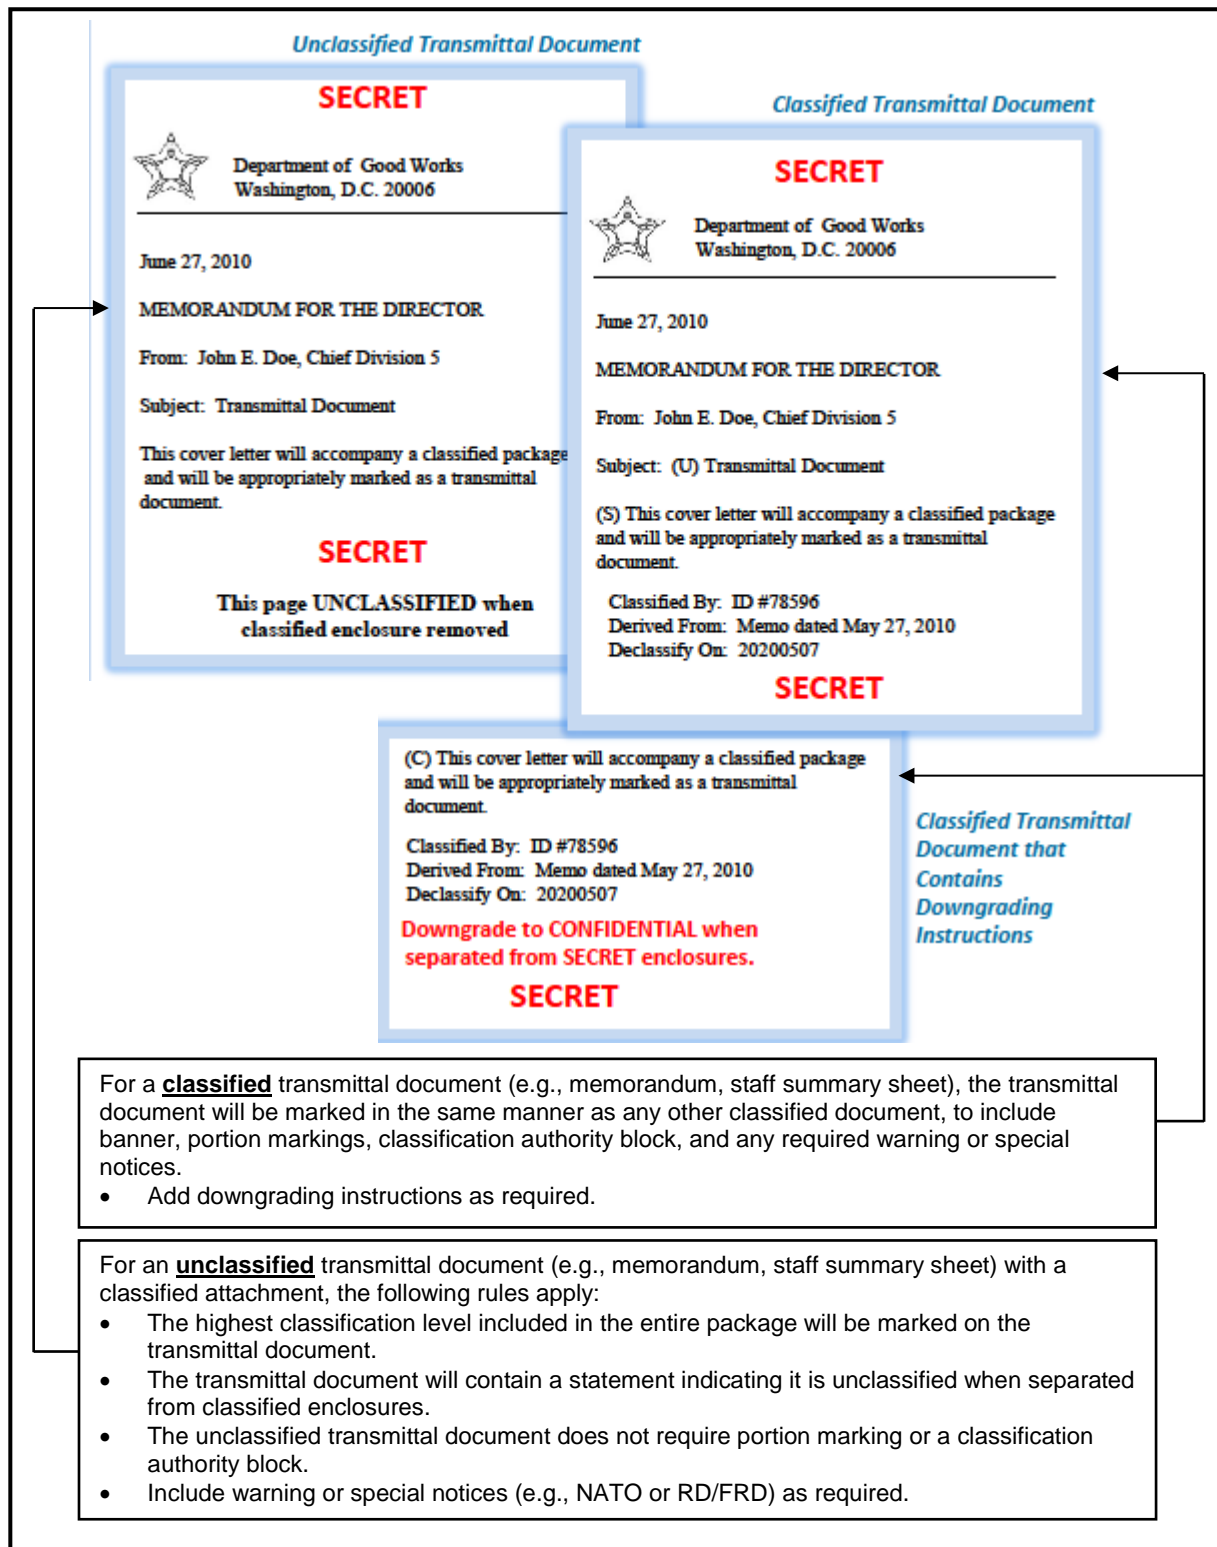 Unclassified Transmittal Document
SECRET
Department of Good Works
Washington, D.C. 20006
June 27, 2010
MEMORANDUM FOR THE DIRECTOR
From: John E. Doe, Chief Division 5
Subject: Transmittal Document
This cover letter will accompany a classified package
and will be appropriately marked as a transmittal
document.
SECRET
This page UNCLASSIFIED when
classified enclosure removed
Classified Transmittal Document
SECRET
Department of Good Works
Washington, D.C. 20006
June 27, 2010
MEMORANDUM FOR THE DIRECTOR
From: John E. Doe, Chief Division 5
Subject: (U) Transmittal Document
(S) This cover letter will accompany a classified package
and will be appropriately marked as a transmittal
document.
Classified By: ID #78596
Derived From: Memo dated May 27, 2010
Declassify On: 20200507
SECRET
(C) This cover letter will accompany a classified package
and will be appropriately marked as a transmittal
document.
Classified By: ID #78596
Derived From: Memo dated May 27, 2010
Declassify On: 20200507
Downgrade to CONFIDENTIAL when
separated from SECRET enclosures.
SECRET
Classified Transmittal
Document that
Contains
Downgrading
Instructions
For a classified transmittal document (e.g., memorandum, staff summary sheet), the transmittal
document will be marked in the same manner as any other classified document, to include
banner, portion markings, classification authority block, and any required warning or special
notices.
• Add downgrading instructions as required.
For an unclassified transmittal document (e.g., memorandum, staff summary sheet) with a
classified attachment, the following rules apply:
• The highest classification level included in the entire package will be marked on the
transmittal document.
• The transmittal document will contain a statement indicating it is unclassified when separated
from classified enclosures.
• The unclassified transmittal document does not require portion marking or a classification
authority block.
• Include warning or special notices (e.g., NATO or RD/FRD) as required.